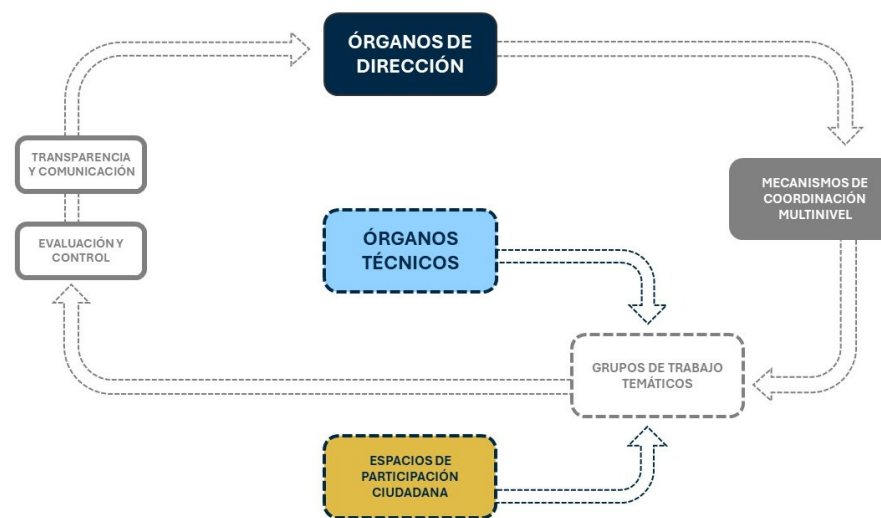 ÓRGANOS DE
DIRECCIÓN
TRANSPARENCIA
Y COMUNICACIÓN
MECANISMOS DE
COORDINACIÓN
MULTINIVEL
EVALUACIÓN Y
CONTROL
ÓRGANOS
TÉCNICOS
GRUPOS DE TRABAJO
TEMÁTICOS
ESPACIOS DE
PARTICIPACIÓN
CIUDADANA